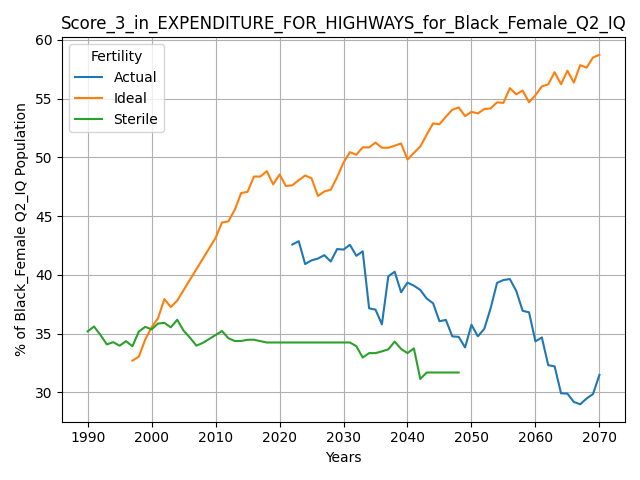 Score_3_in_EXPENDITURE_FOR_HIGHWAYS_for_Black_Female_Q2_IQ
Fertility
Actual
Ideal
Sterile
% of Black_Female Q2_IQ Population
60
55
50
45
40
35
30
1990
2000
2010
2020
2030
2040
2050
2060
2070
Years